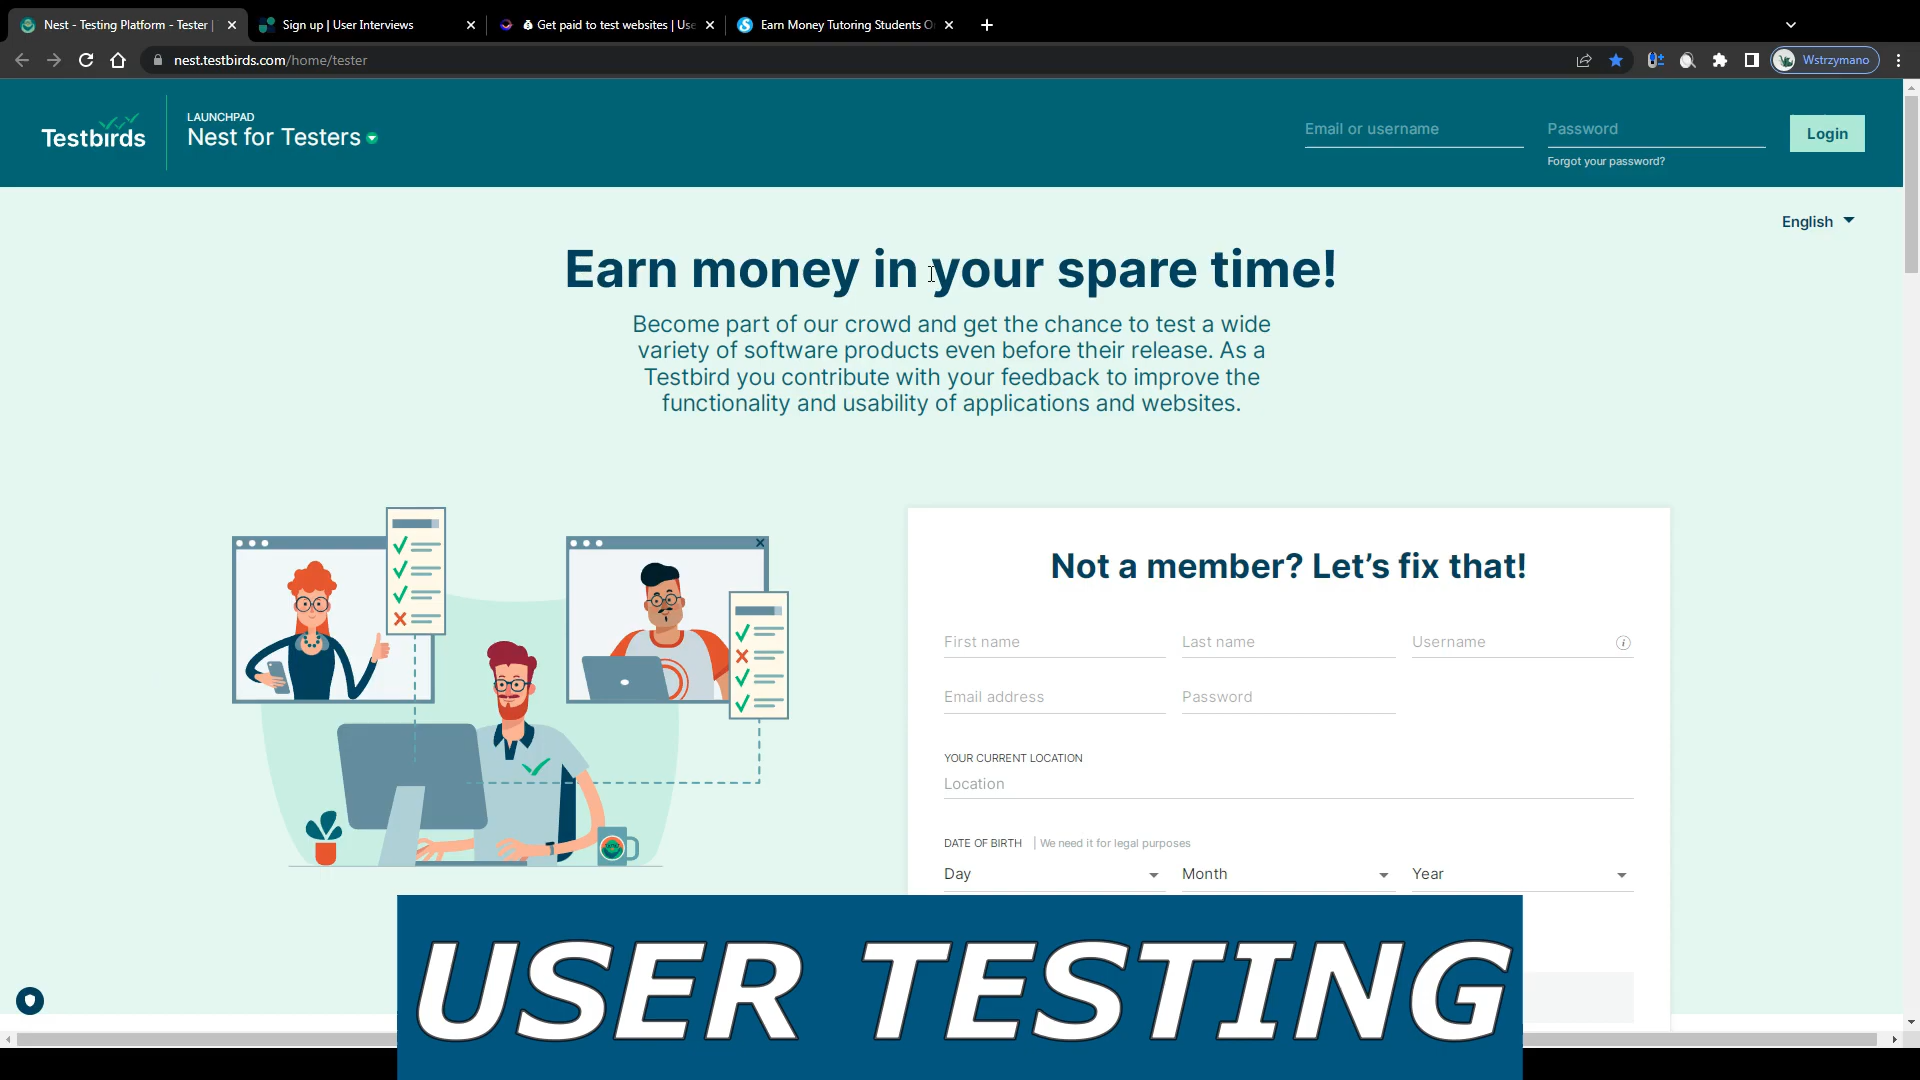 Nest - Testing Platform - Tester |
Sign up | User Interviews
Get paid to test websites | Use
Earn Money Tutoring Students O
nest.testbirds.com/home/tester
Wstrzymano
Testbirds
LAUNCHPAD
Nest for Testers
Email or username
Password
Login
Forgot your password?
English
Earn money in your spare time!
Become part of our crowd and get the chance to test a wide
variety of software products even before their release. As a
Testbird you contribute with your feedback to improve the
functionality and usability of applications and websites.
Not a member? Let’s fix that!
First name
Last name
Username
Email address
Password
YOUR CURRENT LOCATION
Location
DATE OF BIRTH | We need it for legal purposes
Day
Month
Year
USER TESTING